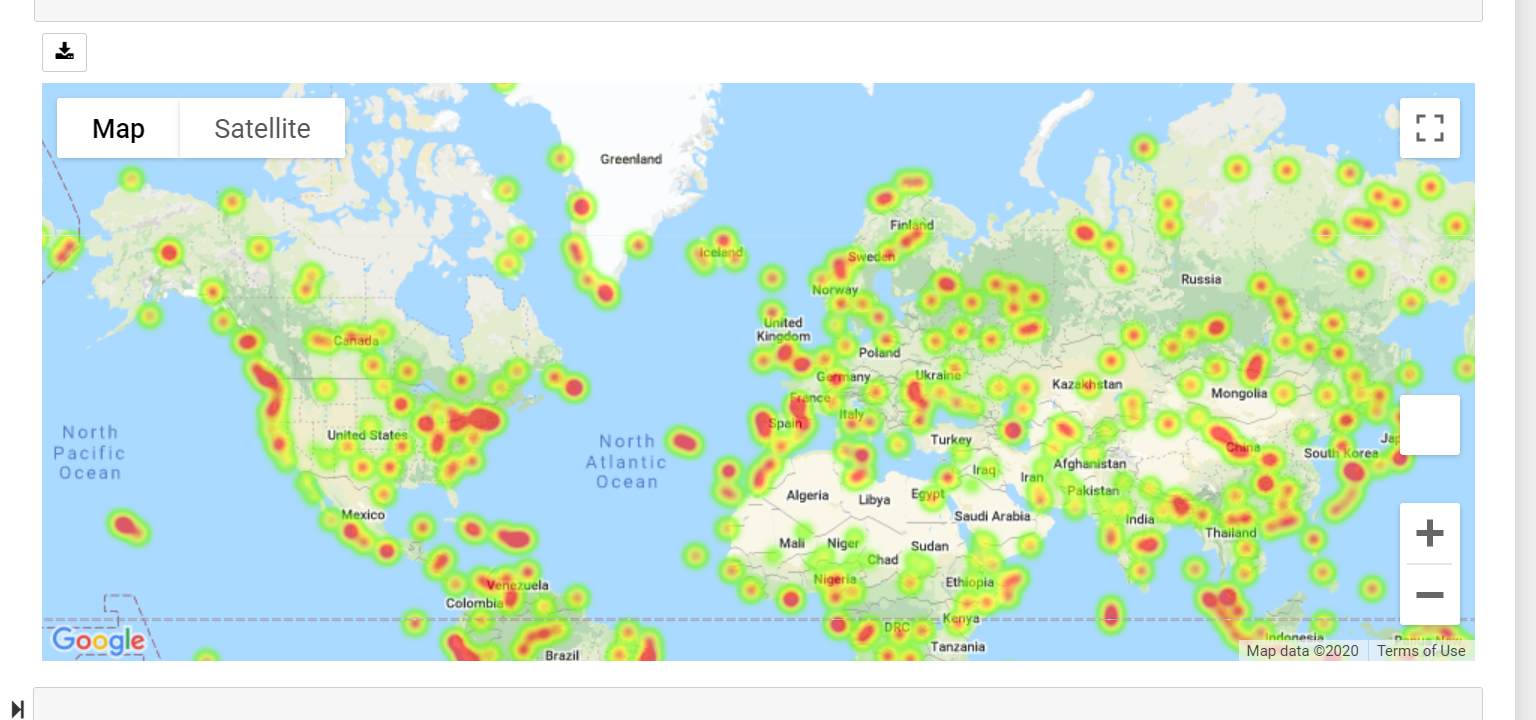 Map
Satellite
Greenland
Finland
Iceland
Sweden
Russia
Norway
United
Kingdom
Canada
Poland
Germany
Ukraine
Kazakhstan
Mongolia
France
Italy
Spain
North
Pacific
Ocean
United States
North
Atlantic
Ocean
Turkey
China
South Korea
Iraq
Iran
Afghanistan
Algeria
Libya
Egypt
Pakistan
Mexico
Saudi Arabia
India
Thailand
Mali
Niger
Chad
Sudan
Nigeria
Ethiopia
Venezuela
Colombia
Kenya
DRC
Tanzania
Brazil
Indonesia
Google
Map data ©2020
Terms of Use